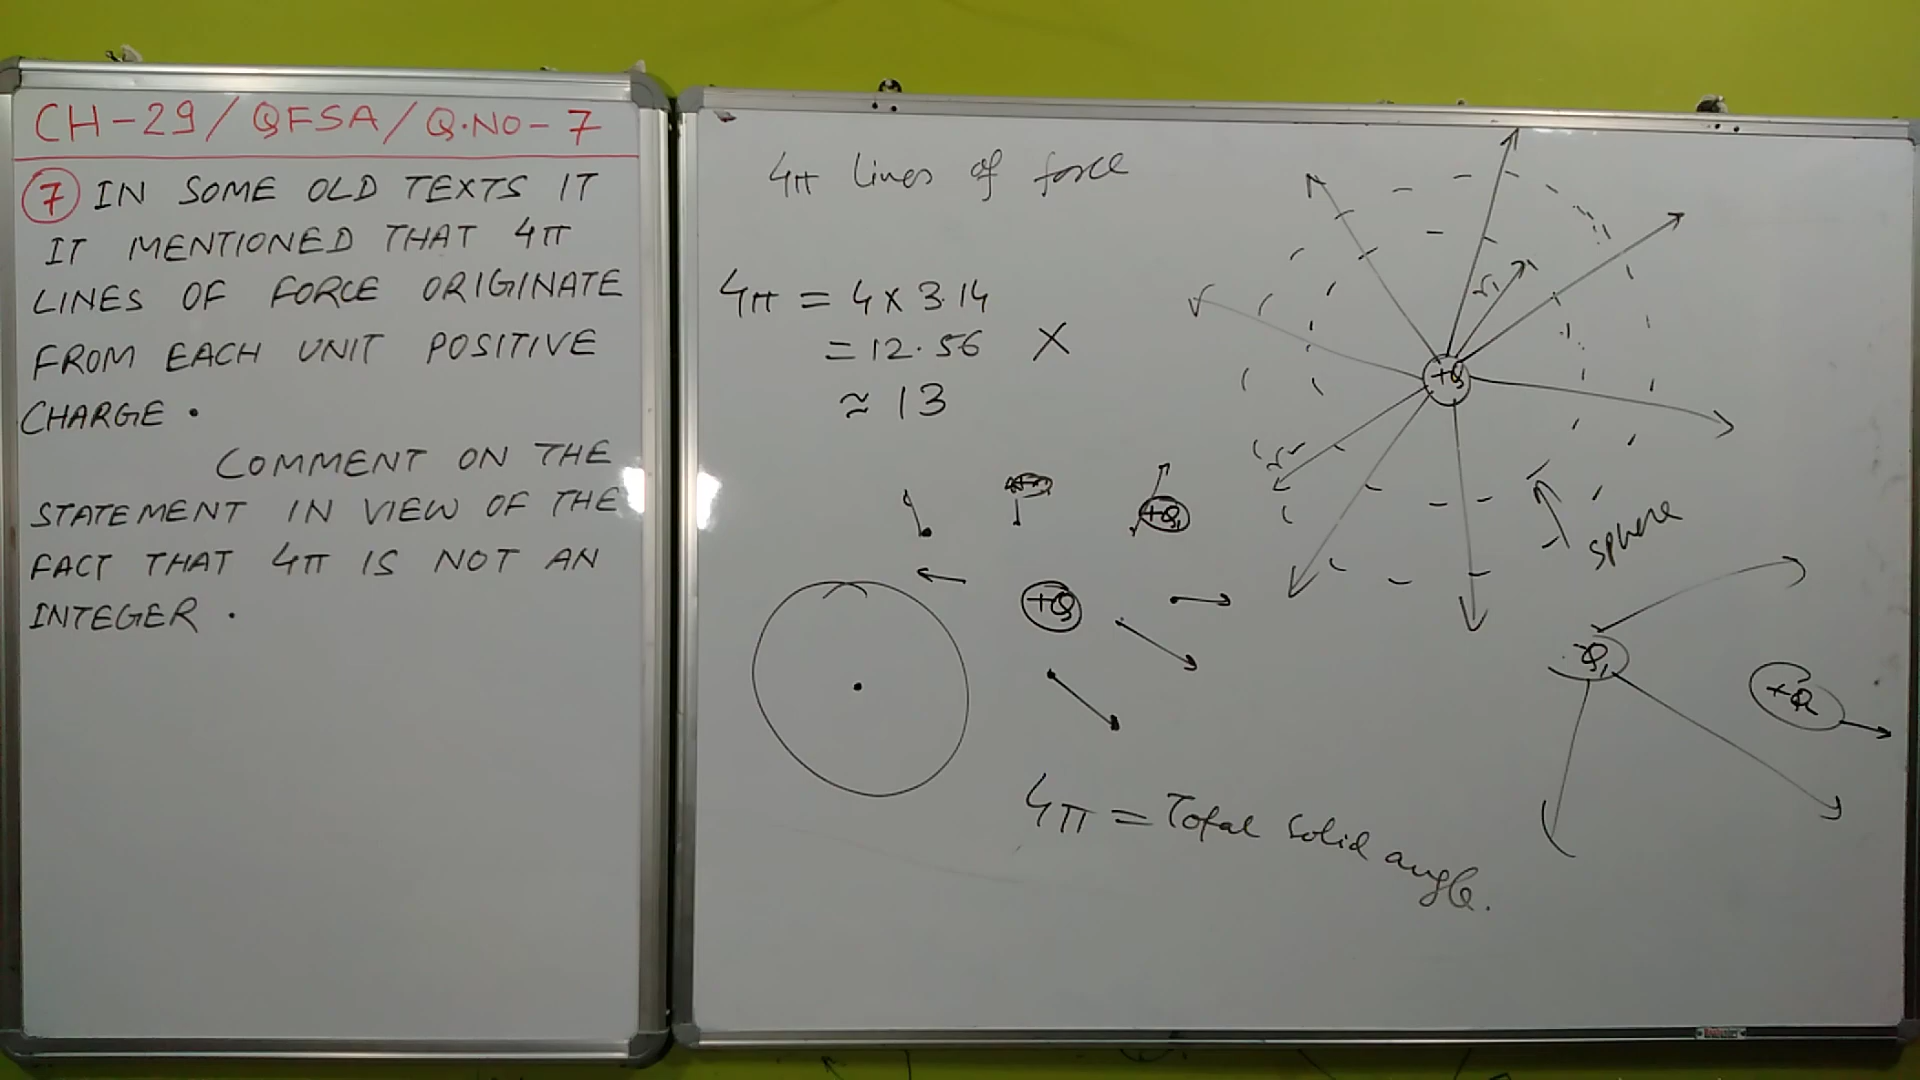 CH-29/QFSA/Q.NO-7
7 IN SOME OLD TEXTS IT
IT MENTIONED THAT 4π
LINES OF FORCE ORIGINATE
FROM EACH UNIT POSITIVE
CHARGE.
COMMENT ON THE
STATEMENT IN VIEW OF THE
FACT THAT 4π IS NOT AN
INTEGER.
4π lines of force
4π = 4 x 3.14
= 12.56 X
≈ 13
r₁
+Q
r
sphere
+Q₁
+Q
Q₁
+Q
4π = Total solid angle.